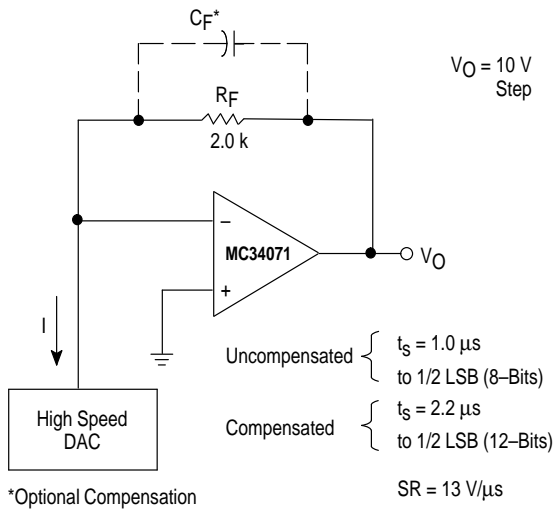 C_F*
V_O = 10 V
Step
R_F
2.0 k
–
MC34071
+
V_O
I
High Speed
DAC
Uncompensated { t_s = 1.0 μs
to 1/2 LSB (8–Bits)
Compensated { t_s = 2.2 μs
to 1/2 LSB (12–Bits)
*Optional Compensation
SR = 13 V/μs